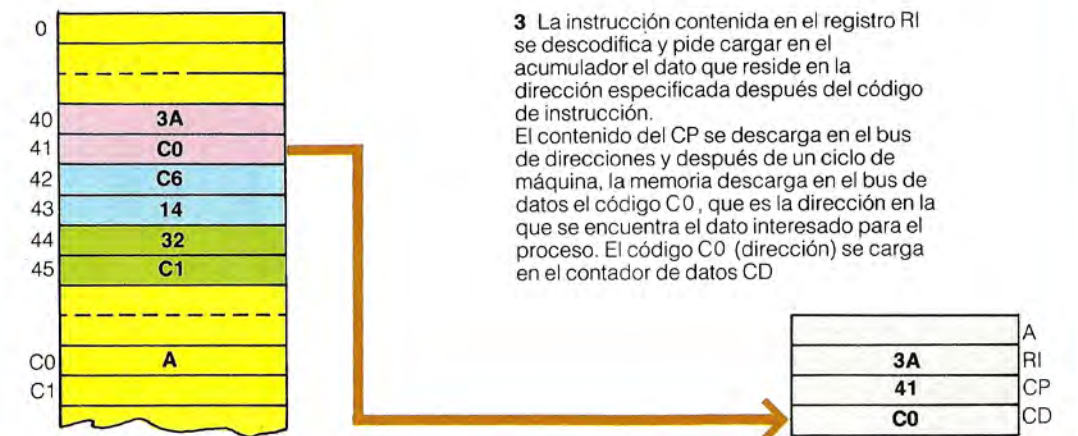 3 La instrucción contenida en el registro RI
se descodifica y pide cargar en el
acumulador el dato que reside en la
dirección especificada después del código
de instrucción.
El contenido del CP se descarga en el bus
de direcciones y después de un ciclo de
máquina, la memoria descarga en el bus de
datos el código C0, que es la dirección en la
que se encuentra el dato interesado para el
proceso. El código C0 (dirección) se carga
en el contador de datos CD
0
40 3A
41 C0
42 C6
43 14
44 32
45 C1
C0 A
C1
A
3A RI
41 CP
C0 CD